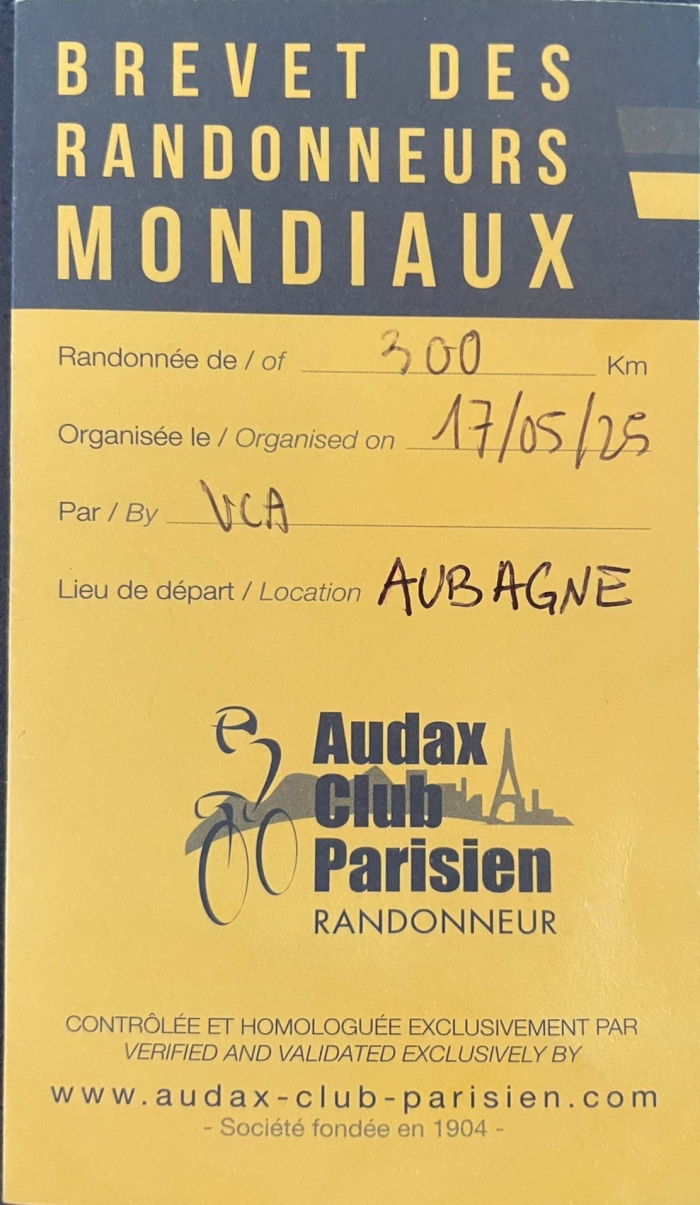 BREVET DES
RANDONNEURS
MONDIAUX
Randonnée de / of 300 Km
Organisée le / Organised on 17/05/25
Par / By VCA
Lieu de départ / Location AUBAGNE
Audax
Club
Parisien
RANDONNEUR
CONTRÔLÉE ET HOMOLOGUÉE EXCLUSIVEMENT PAR
VERIFIED AND VALIDATED EXCLUSIVELY BY
www.audax-club-parisien.com
- Société fondée en 1904 -